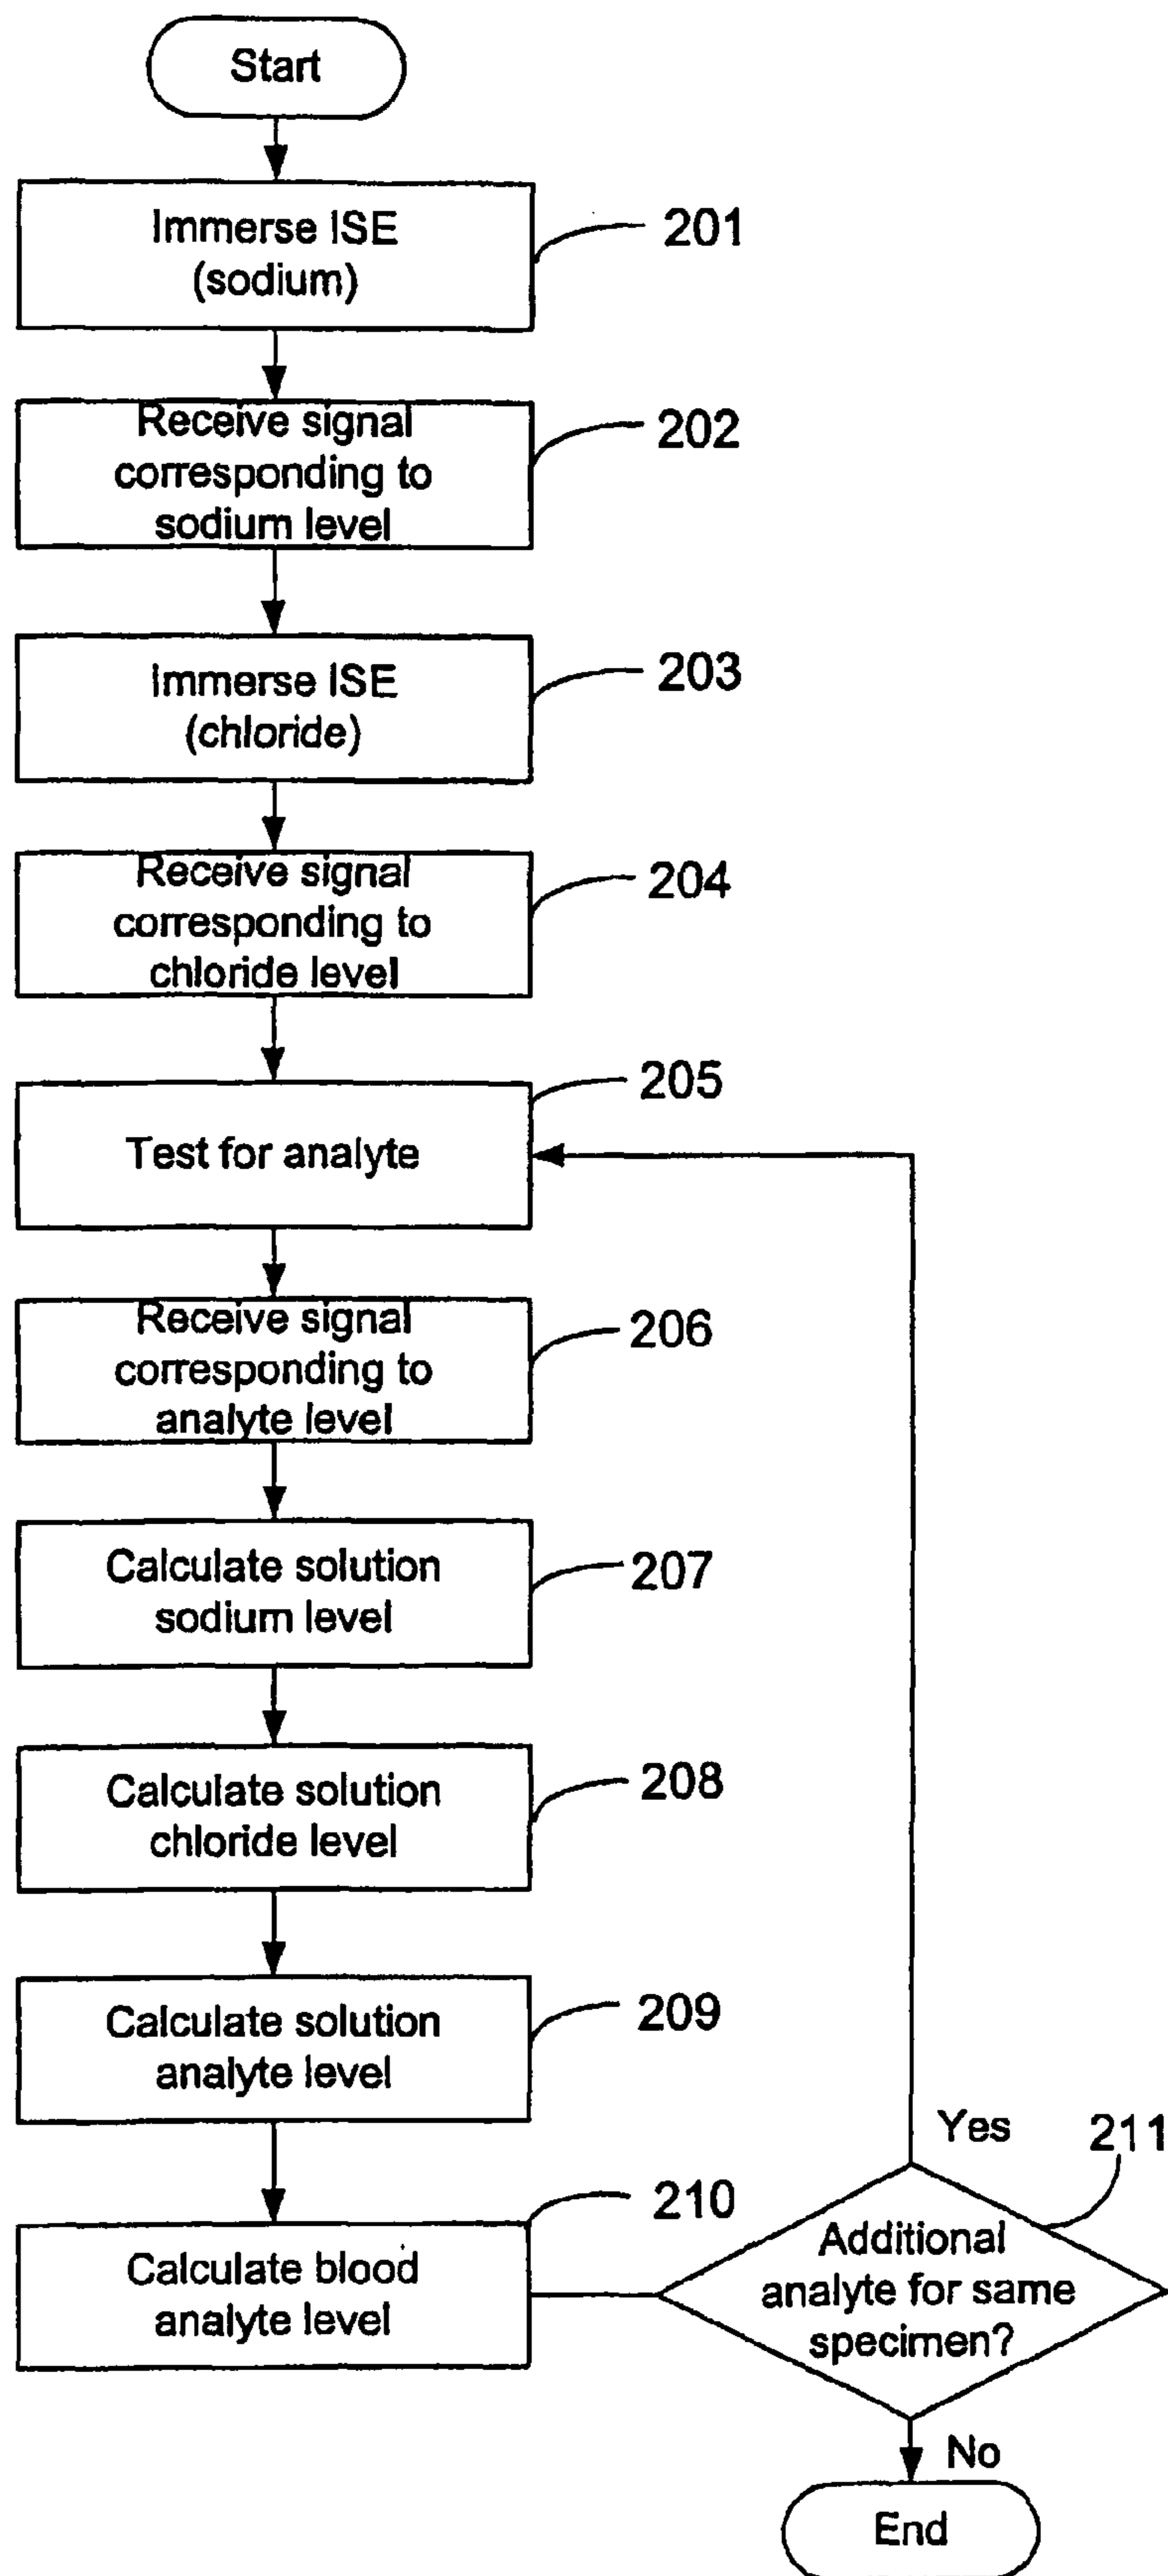 Start
Immerse ISE
(sodium)
201
Receive signal
corresponding to
sodium level
202
Immerse ISE
(chloride)
203
Receive signal
corresponding to
chloride level
204
Test for analyte
205
Receive signal
corresponding to
analyte level
206
Calculate solution
sodium level
207
Calculate solution
chloride level
208
Calculate solution
analyte level
209
Calculate blood
analyte level
210
Yes
211
Additional
analyte for same
specimen?
No
End